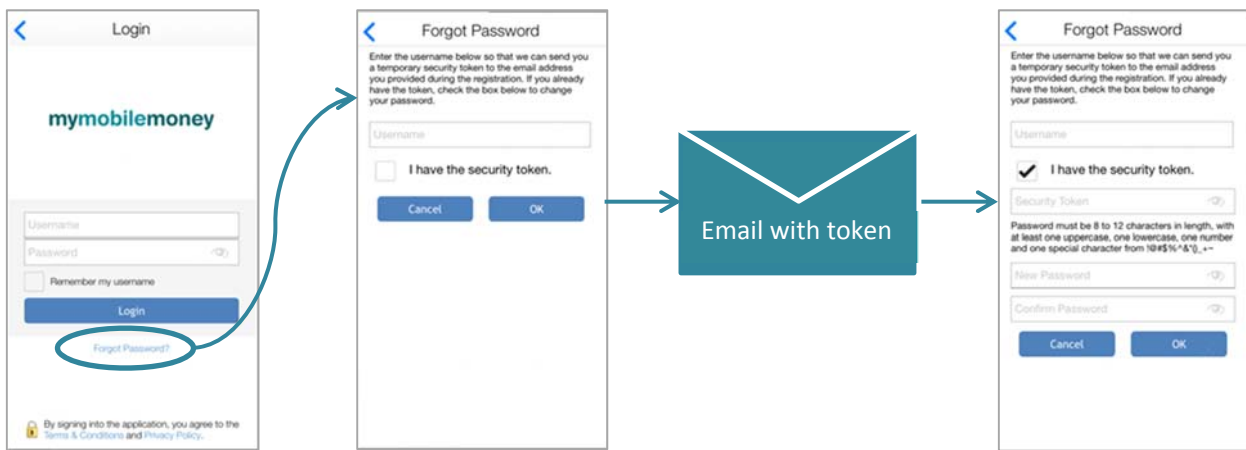 Login
mymobilemoney
Username
Password
Remember my username
Login
Forgot Password?
By signing into the application, you agree to the
Terms & Conditions and Privacy Policy.
Forgot Password
Enter the username below so that we can send you
a temporary security token to the email address
you provided during the registration. If you already
have the token, check the box below to change
your password.
Username
I have the security token.
Cancel
OK
Email with token
Forgot Password
Enter the username below so that we can send you
a temporary security token to the email address
you provided during the registration. If you already
have the token, check the box below to change
your password.
Username
I have the security token.
Security Token
Password must be 8 to 12 characters in length, with
at least one uppercase, one lowercase, one number
and one special character from !@#$%^&*()_+~
New Password
Confirm Password
Cancel
OK